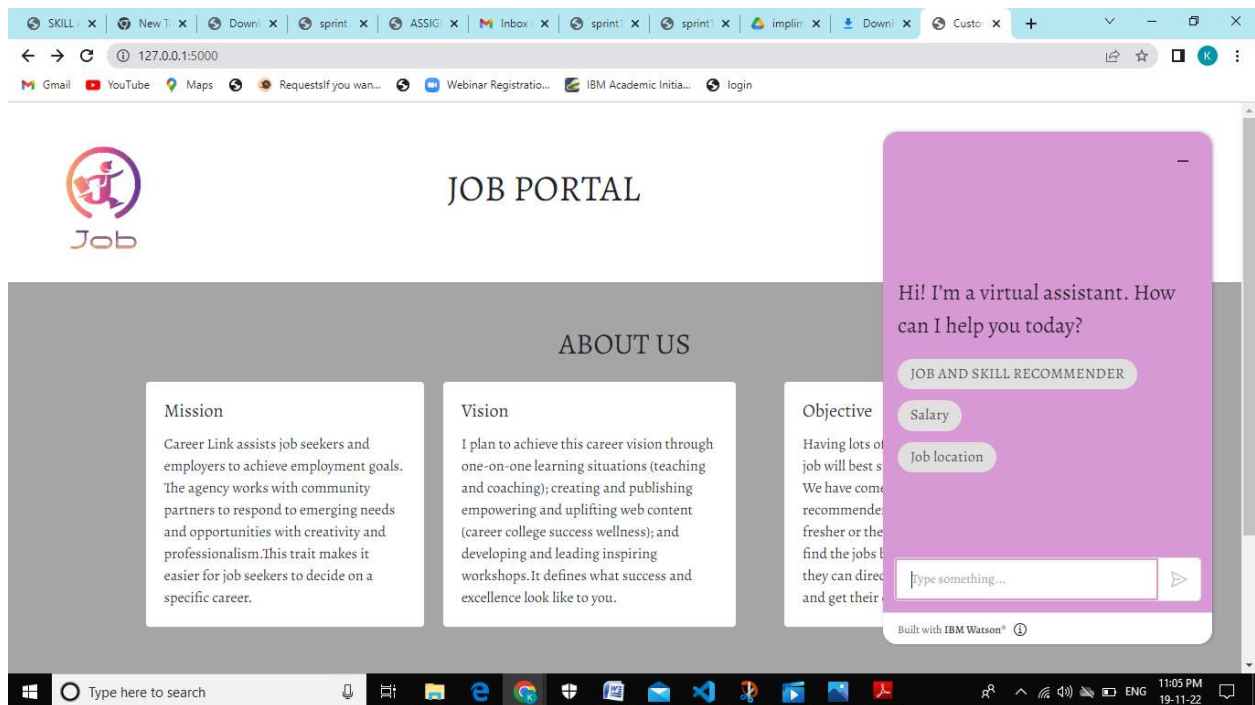 SKILL
New T
Downl
sprint
ASSIG
Inbox
sprint1
sprint1
implim
Downl
Custo
127.0.0.1:5000
K
Gmail
YouTube
Maps
RequestsIf you wan...
Webinar Registratio...
IBM Academic Initia...
login
Job
JOB PORTAL
ABOUT US
Mission
Career Link assists job seekers and
employers to achieve employment goals.
The agency works with community
partners to respond to emerging needs
and opportunities with creativity and
professionalism.This trait makes it
easier for job seekers to decide on a
specific career.
Vision
I plan to achieve this career vision through
one-on-one learning situations (teaching
and coaching); creating and publishing
empowering and uplifting web content
(career college success wellness); and
developing and leading inspiring
workshops.It defines what success and
excellence look like to you.
Objective
Having lots of
job will best s
We have come
recommende
fresher or the
find the jobs b
they can direc
and get their
Hi! I'm a virtual assistant. How
can I help you today?
JOB AND SKILL RECOMMENDER
Salary
Job location
Type something...
Built with IBM Watson®
Type here to search
ENG
11:05 PM
19-11-22